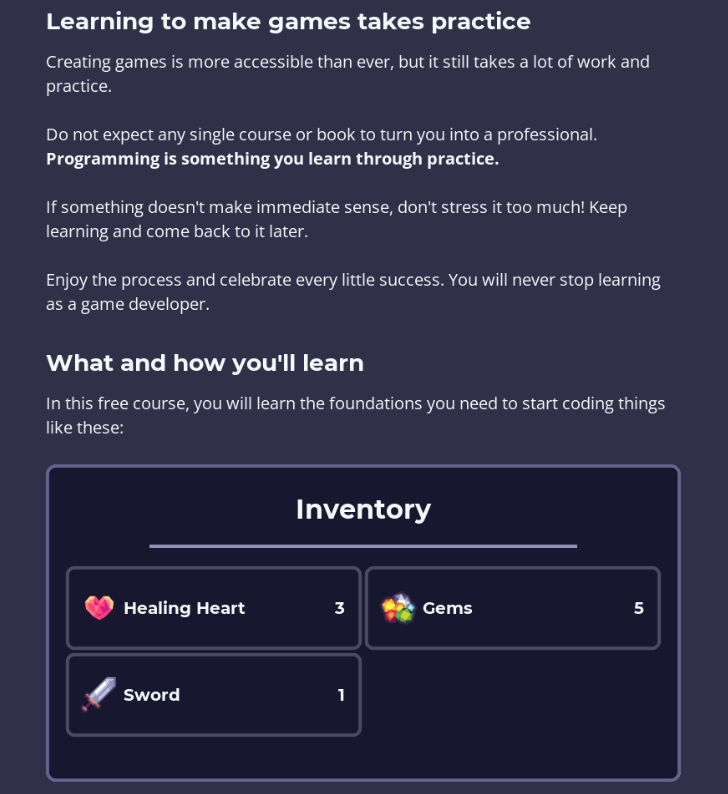 Learning to make games takes practice
Creating games is more accessible than ever, but it still takes a lot of work and
practice.
Do not expect any single course or book to turn you into a professional.
Programming is something you learn through practice.
If something doesn't make immediate sense, don't stress it too much! Keep
learning and come back to it later.
Enjoy the process and celebrate every little success. You will never stop learning
as a game developer.
What and how you'll learn
In this free course, you will learn the foundations you need to start coding things
like these:
Inventory
Healing Heart 3
Gems 5
Sword 1